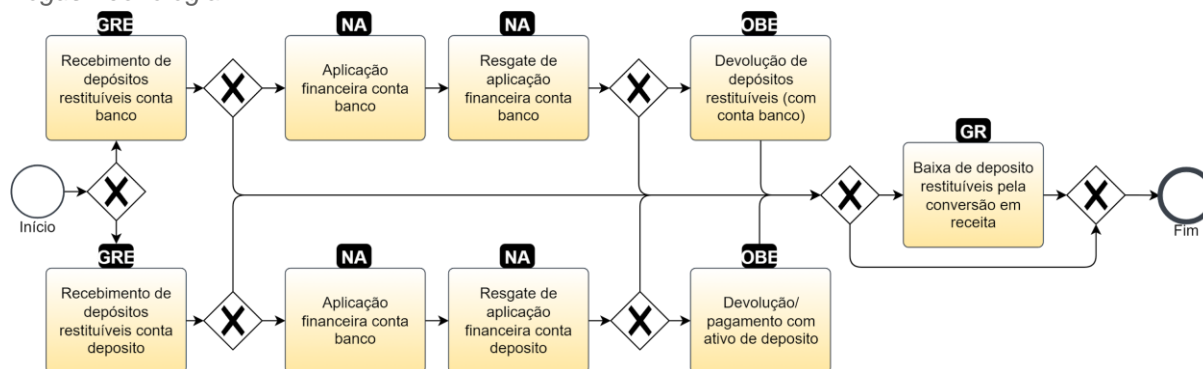 GRE
Recebimento de
depósitos
restituíveis conta
banco
NA
Aplicação
financeira conta
banco
NA
Resgate de
aplicação
financeira conta
banco
OBE
Devolução de
depósitos
restituíveis (com
conta banco)
GR
Baixa de deposito
restituíveis pela
conversão em
receita
Início
Fim
GRE
Recebimento de
depósitos
restituíveis conta
deposito
NA
Aplicação
financeira conta
banco
NA
Resgate de
aplicação
financeira conta
deposito
OBE
Devolução/
pagamento com
ativo de deposito